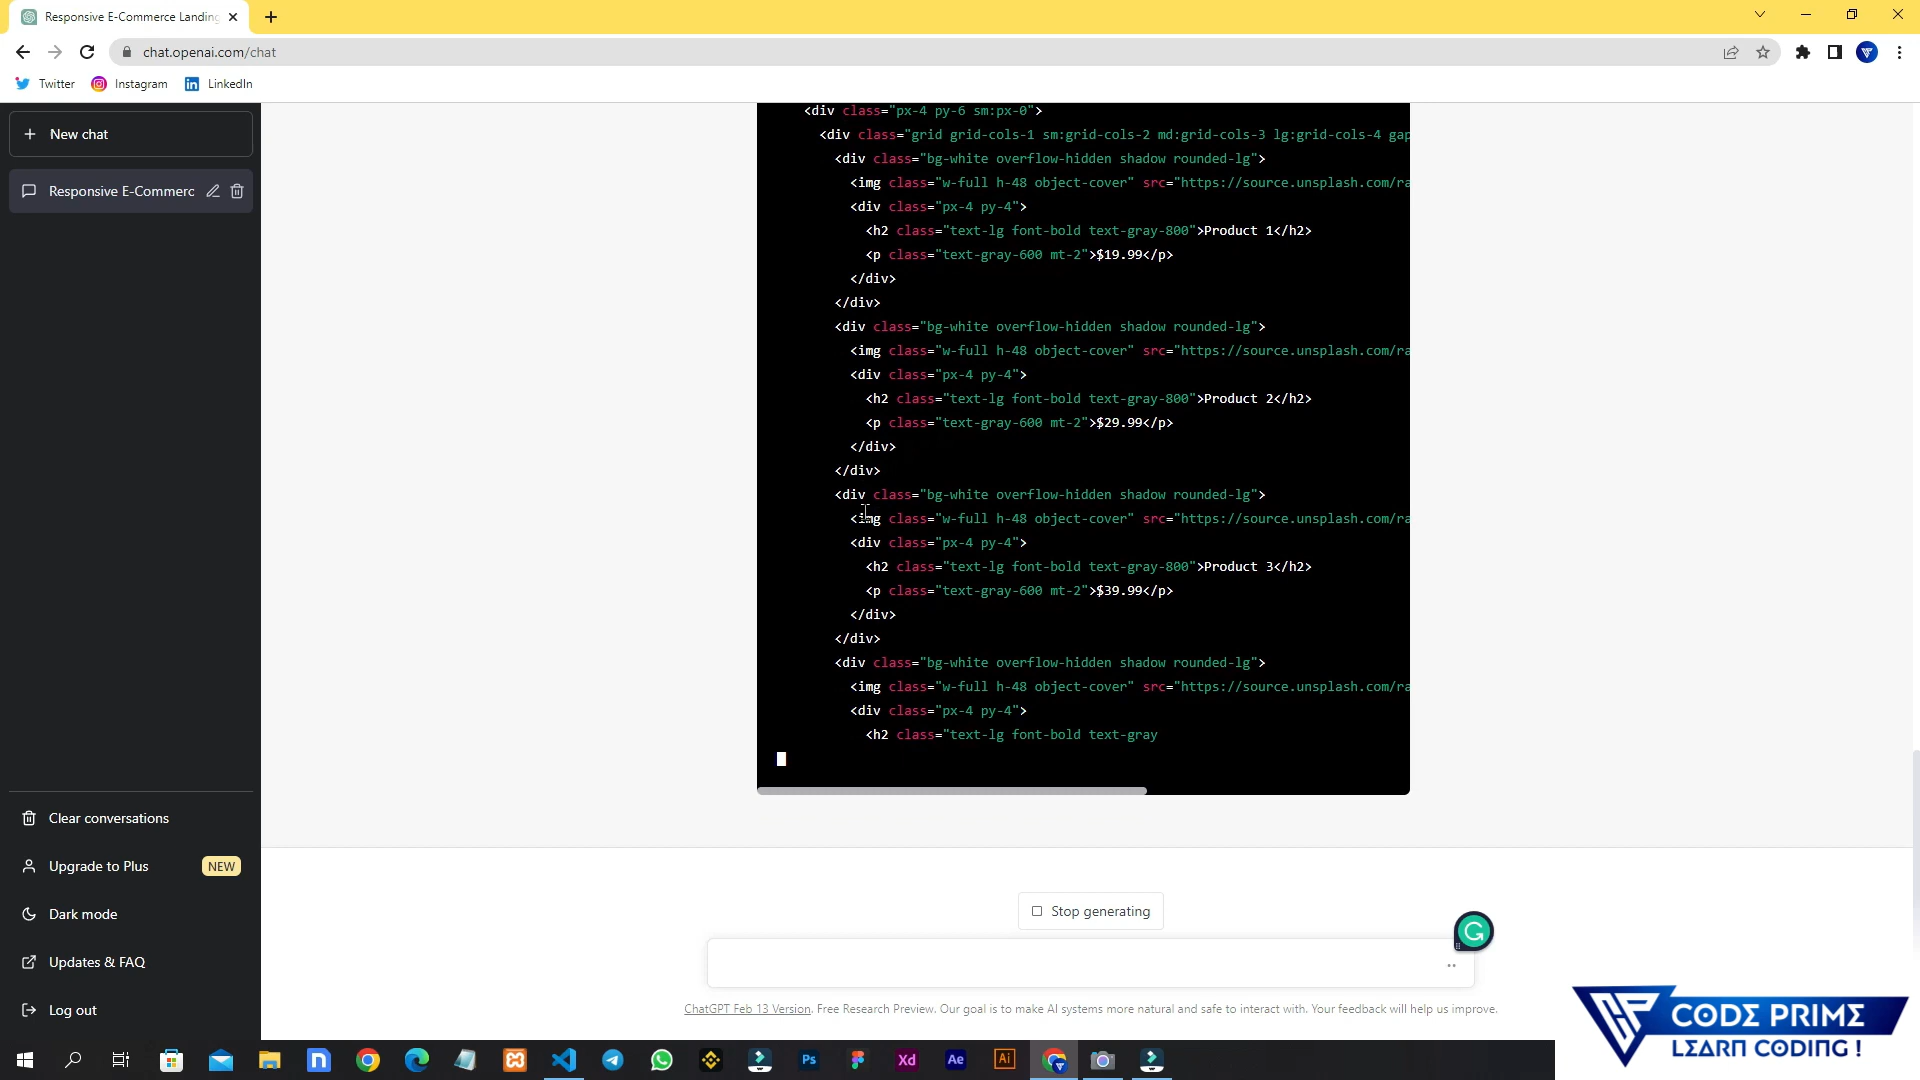 Responsive E-Commerce Landing
chat.openai.com/chat
Twitter
Instagram
LinkedIn
New chat
Responsive E-Commerc
<div class="px-4 py-6 sm:px-0">
<div class="grid grid-cols-1 sm:grid-cols-2 md:grid-cols-3 lg:grid-cols-4 gap
<div class="bg-white overflow-hidden shadow rounded-lg">
<img class="w-full h-48 object-cover" src="https://source.unsplash.com/ra
<div class="px-4 py-4">
<h2 class="text-lg font-bold text-gray-800">Product 1</h2>
<p class="text-gray-600 mt-2">$19.99</p>
</div>
</div>
<div class="bg-white overflow-hidden shadow rounded-lg">
<img class="w-full h-48 object-cover" src="https://source.unsplash.com/ra
<div class="px-4 py-4">
<h2 class="text-lg font-bold text-gray-800">Product 2</h2>
<p class="text-gray-600 mt-2">$29.99</p>
</div>
</div>
<div class="bg-white overflow-hidden shadow rounded-lg">
<img class="w-full h-48 object-cover" src="https://source.unsplash.com/ra
<div class="px-4 py-4">
<h2 class="text-lg font-bold text-gray-800">Product 3</h2>
<p class="text-gray-600 mt-2">$39.99</p>
</div>
</div>
<div class="bg-white overflow-hidden shadow rounded-lg">
<img class="w-full h-48 object-cover" src="https://source.unsplash.com/ra
<div class="px-4 py-4">
<h2 class="text-lg font-bold text-gray
Clear conversations
Upgrade to Plus NEW
Dark mode
Updates & FAQ
Log out
Stop generating
ChatGPT Feb 13 Version. Free Research Preview. Our goal is to make AI systems more natural and safe to interact with. Your feedback will help us improve.
Ps
Xd
Ae
Ai
CODE PRIME
LEARN CODING !